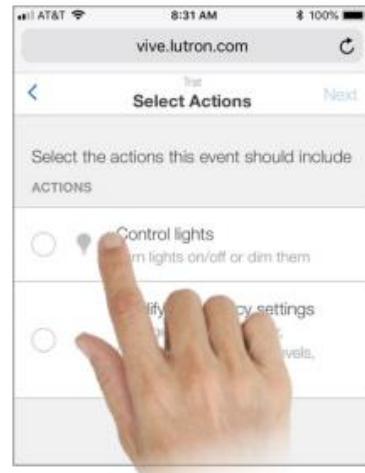 AT&T 8:31 AM 100%
vive.lutron.com
Select Actions Next
Select the actions this event should include
ACTIONS
Control lights
lights on/off or dim them
settings